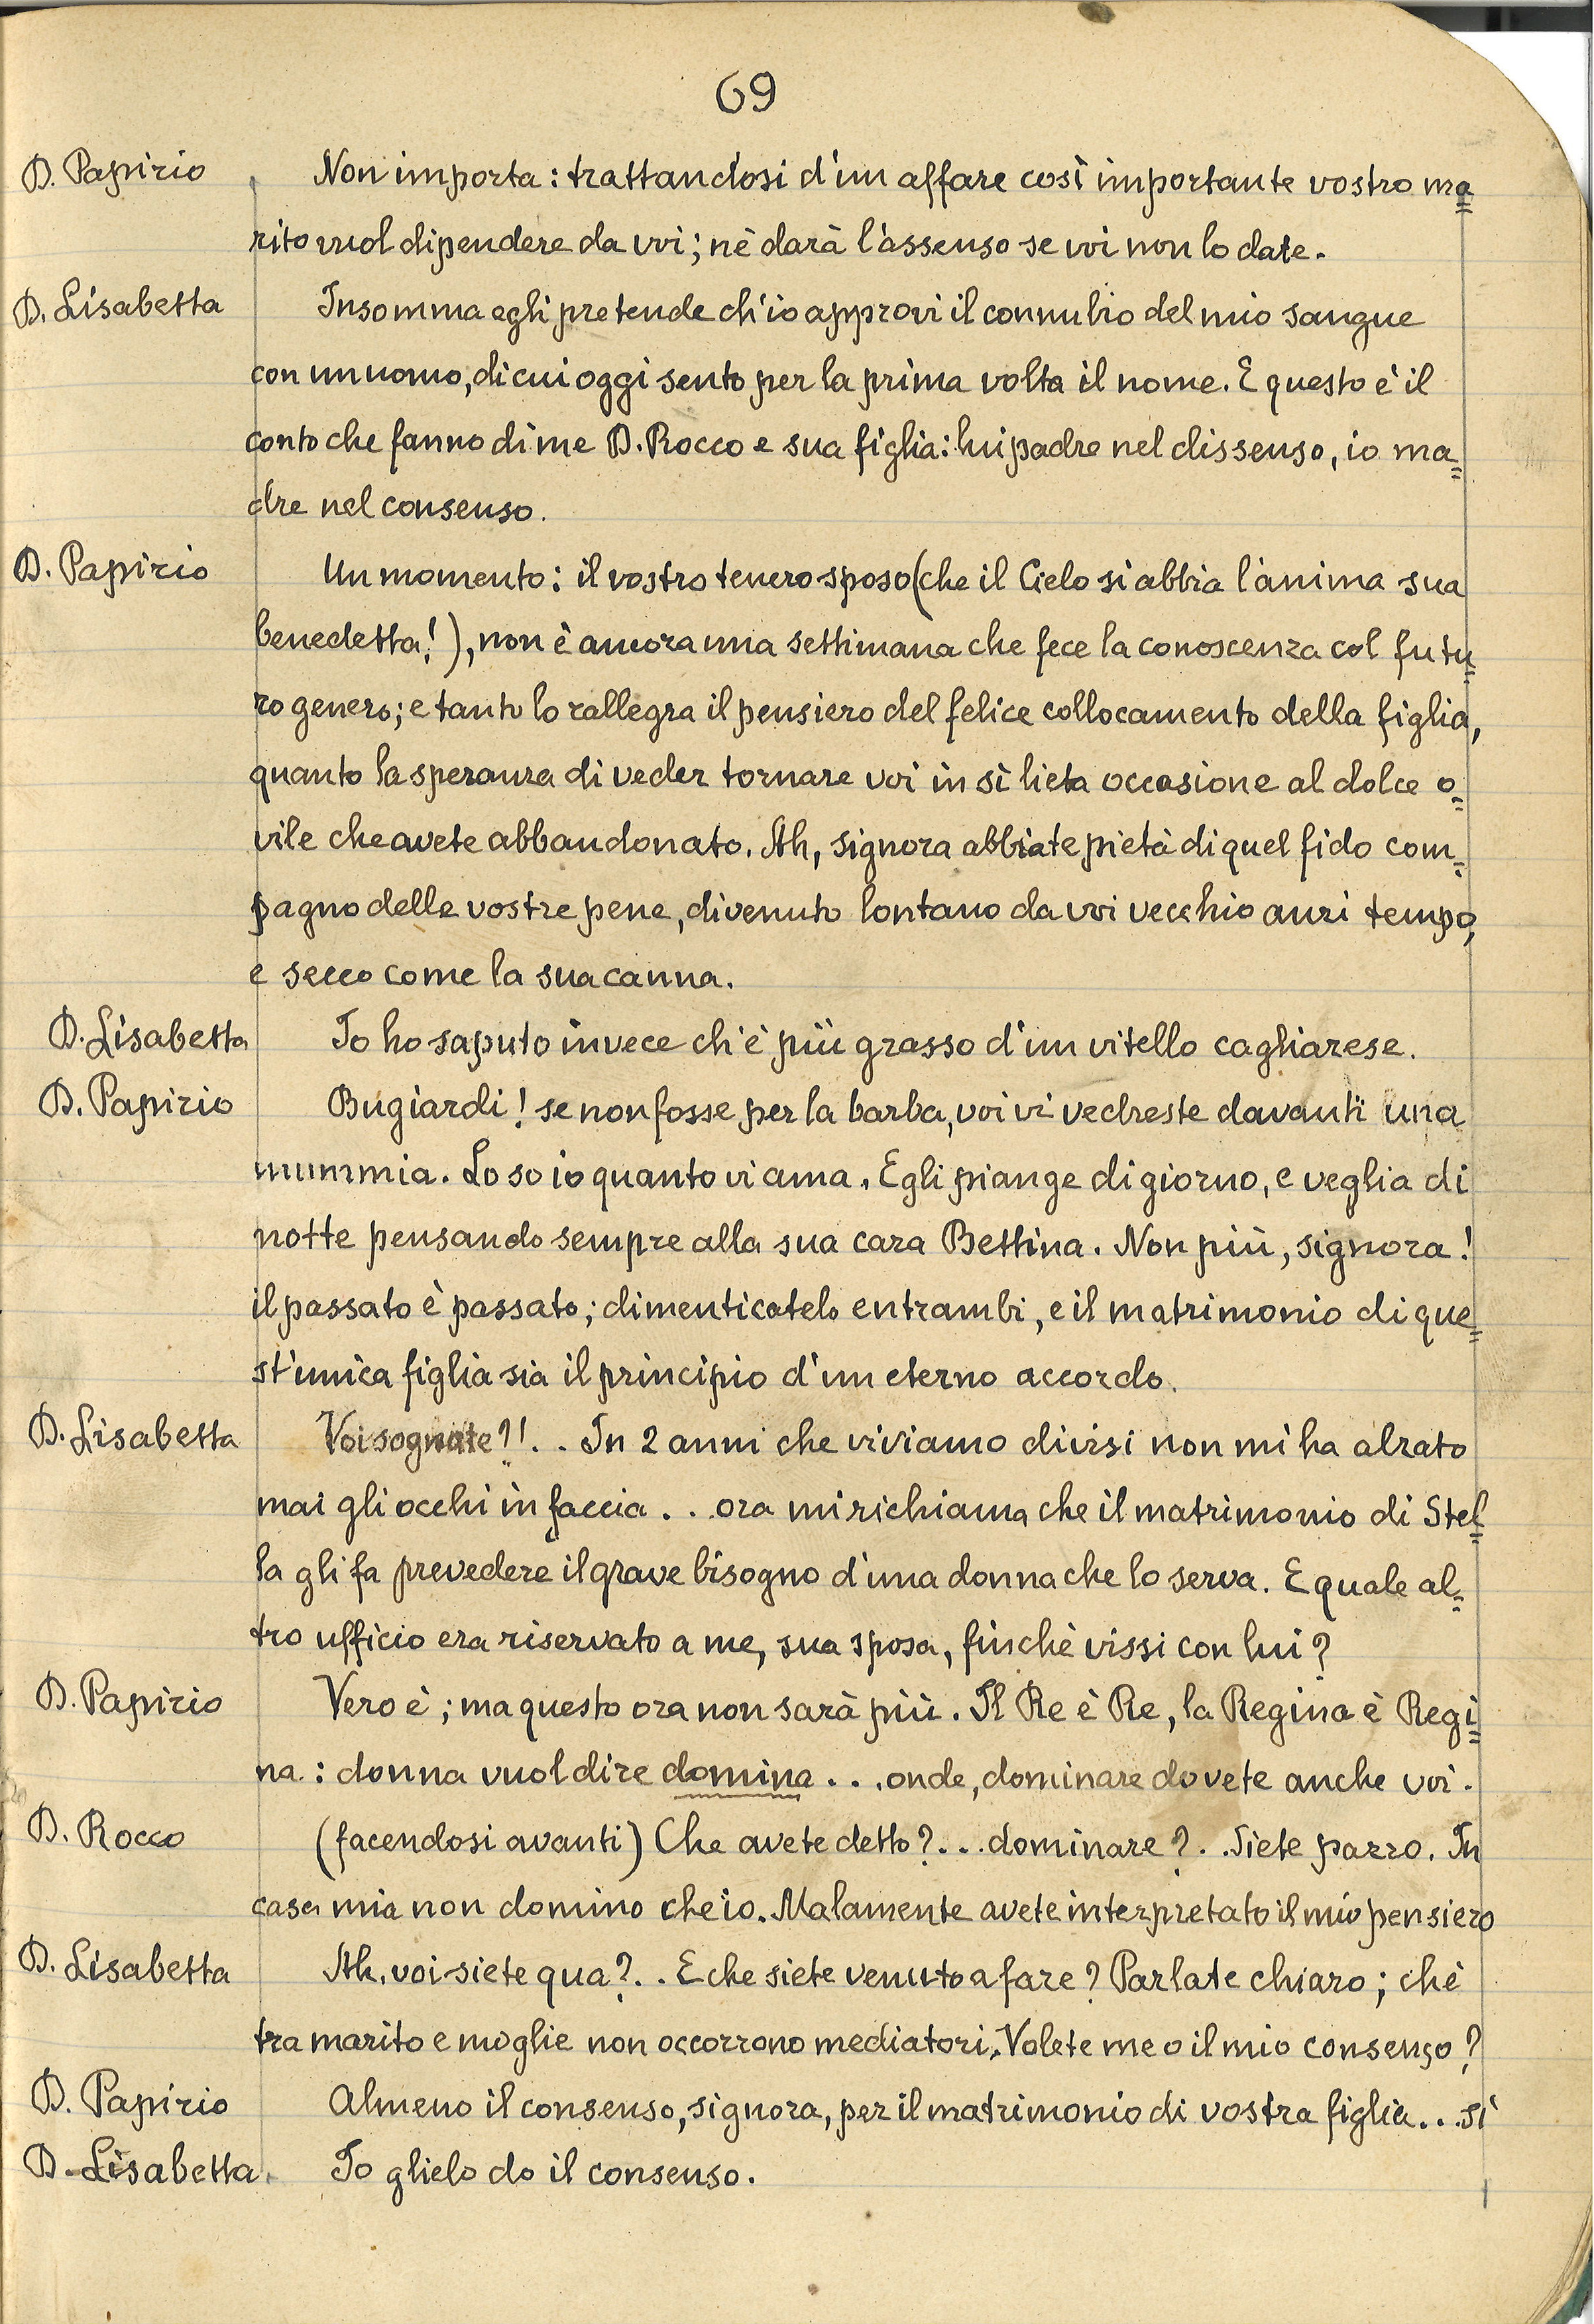 69
D. Papirio Non importa: trattandosi d'un affare così importante vostro ma=
rito vuol dipendere da voi; nè darà l'assenso se voi non lo date.
D. Lisabetta Insomma egli pretende ch'io approvi il connubio del mio sangue
con un uomo, di cui oggi sento per la prima volta il nome. E questo è il
conto che fanno di me D. Rocco e sua figlia: lui padre nel dissenso, io ma=
dre nel consenso.
D. Papirio Un momento: il vostro tenero sposo (che il Cielo si abbia l'anima sua
benedetta!), non è ancora una settimana che fece la conoscenza col futu=
ro genero; e tanto lo rallegra il pensiero del felice collocamento della figlia,
quanto la speranza di veder tornare voi in sì lieta occasione al dolce o=
vile che avete abbandonato. Ah, signora abbiate pietà di quel fido com=
pagno delle vostre pene, divenuto lontano da voi vecchio anzi tempo,
e secco come la sua canna.
D. Lisabetta Io ho saputo invece ch'è più grasso d'un vitello cagliarese.
D. Papirio Bugiardi! se non fosse per la barba, voi vi vedreste davanti una
mummia. Lo so io quanto vi ama. Egli piange di giorno, e veglia di
notte pensando sempre alla sua cara Bettina. Non più, signora!
il passato è passato; dimenticatelo entrambi, e il matrimonio di que=
st'unica figlia sia il principio d'un eterno accordo.
D. Lisabetta Voi sognate?!.. In 2 anni che viviamo divisi non mi ha alzato
mai gli occhi in faccia... ora mi richiama che il matrimonio di Stel=
la gli fa prevedere il grave bisogno d'una donna che lo serva. E quale al=
tro ufficio era riservato a me, sua sposa, finchè vissi con lui?
D. Papirio Vero è; ma questo ora non sarà più. Il Re è Re, la Regina è Regi=
na: donna vuol dire domina... onde, dominare dovete anche voi.
D. Rocco (facendosi avanti) Che avete detto?... dominare?.. Siete pazzo. In
casa mia non domino che io. Malamente avete interpretato il mio pensiero
D. Lisabetta Ah, voi siete qua?.. E che siete venuto a fare? Parlate chiaro; chè
tra marito e moglie non occorrono mediatori. Volete me o il mio consenso?
D. Papirio Almeno il consenso, signora, per il matrimonio di vostra figlia... sì
D. Lisabetta. Io glielo do il consenso.